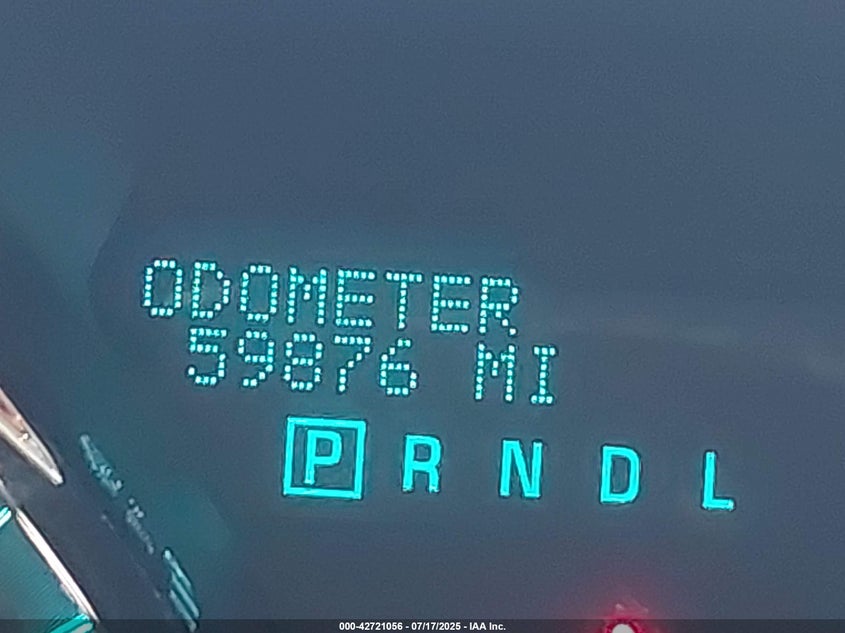 ODOMETER
59876 MI
P R N D L
000-42721056 - 07/17/2025 - IAA Inc.